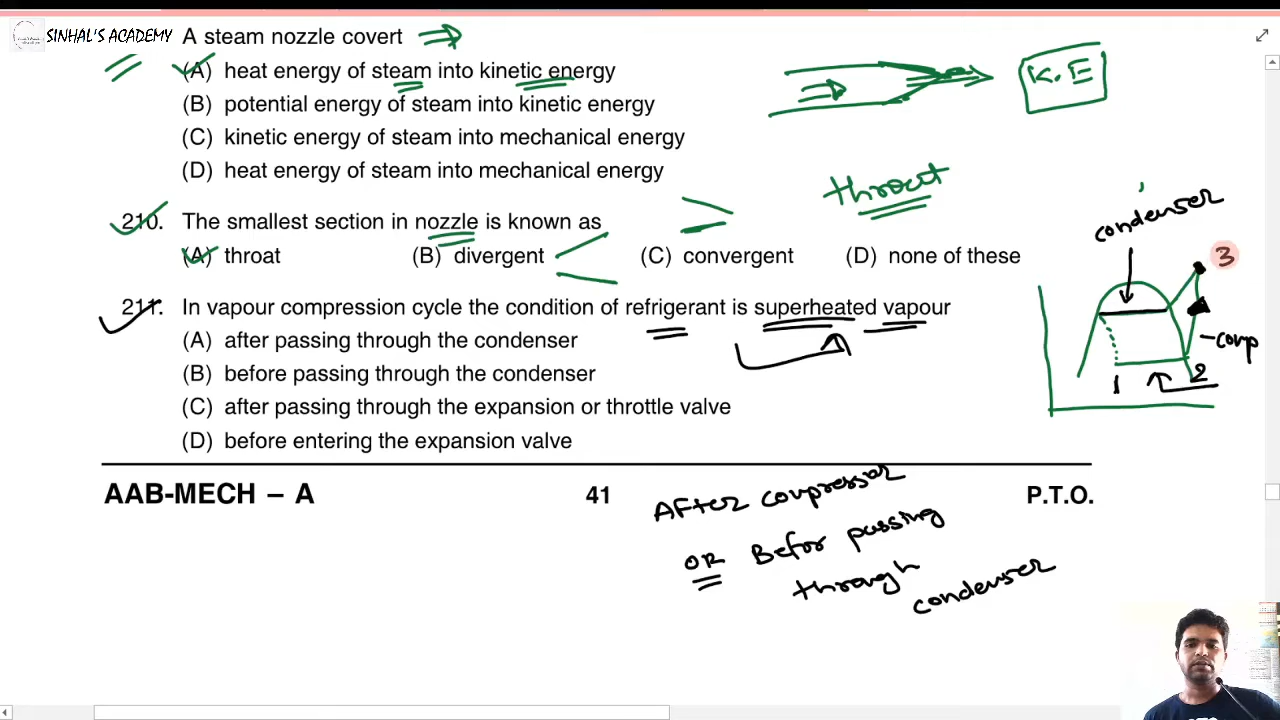 SINHAL'S ACADEMY
A steam nozzle covert
(A) heat energy of steam into kinetic energy
(B) potential energy of steam into kinetic energy
(C) kinetic energy of steam into mechanical energy
(D) heat energy of steam into mechanical energy
K.E
throat
210. The smallest section in nozzle is known as
(A) throat (B) divergent (C) convergent (D) none of these
condenser
3
211. In vapour compression cycle the condition of refrigerant is superheated vapour
(A) after passing through the condenser
(B) before passing through the condenser
(C) after passing through the expansion or throttle valve
(D) before entering the expansion valve
comp
1 2
AAB-MECH – A 41 P.T.O.
After compressor
OR Befor passing
through
condenser